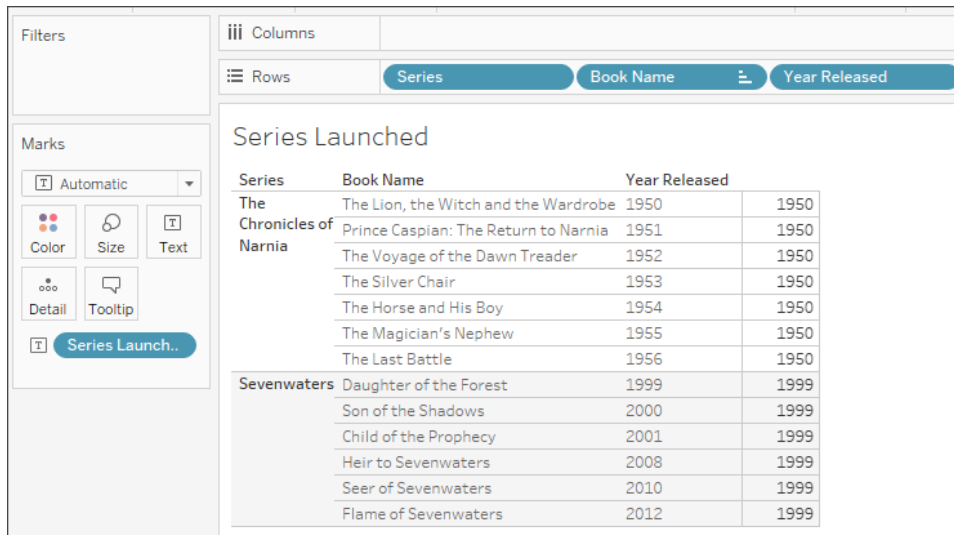 Filters
Columns
Rows Series Book Name Year Released
Marks
T Automatic
Color Size T Text
Detail Tooltip
T Series Launch..
Series Launched
Series Book Name Year Released
The Chronicles of Narnia The Lion, the Witch and the Wardrobe 1950 1950
Prince Caspian: The Return to Narnia 1951 1950
The Voyage of the Dawn Treader 1952 1950
The Silver Chair 1953 1950
The Horse and His Boy 1954 1950
The Magician's Nephew 1955 1950
The Last Battle 1956 1950
Sevenwaters Daughter of the Forest 1999 1999
Son of the Shadows 2000 1999
Child of the Prophecy 2001 1999
Heir to Sevenwaters 2008 1999
Seer of Sevenwaters 2010 1999
Flame of Sevenwaters 2012 1999